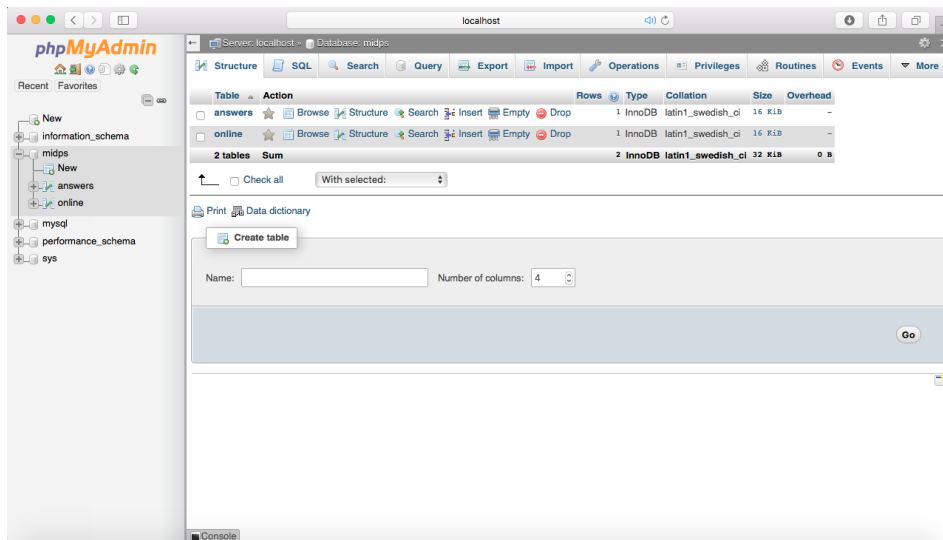 localhost
phpMyAdmin
Recent Favorites
New
information_schema
midps
New
answers
online
mysql
performance_schema
sys
Server: localhost » Database: midps
Structure SQL Search Query Export Import Operations Privileges Routines Events More
Table Action Rows Type Collation Size Overhead
answers Browse Structure Search Insert Empty Drop 1 InnoDB latin1_swedish_ci 16 KiB -
online Browse Structure Search Insert Empty Drop 1 InnoDB latin1_swedish_ci 16 KiB -
2 tables Sum 2 InnoDB latin1_swedish_ci 32 KiB 0 B
Check all With selected:
Print Data dictionary
Create table
Name: Number of columns: 4
Go
Console